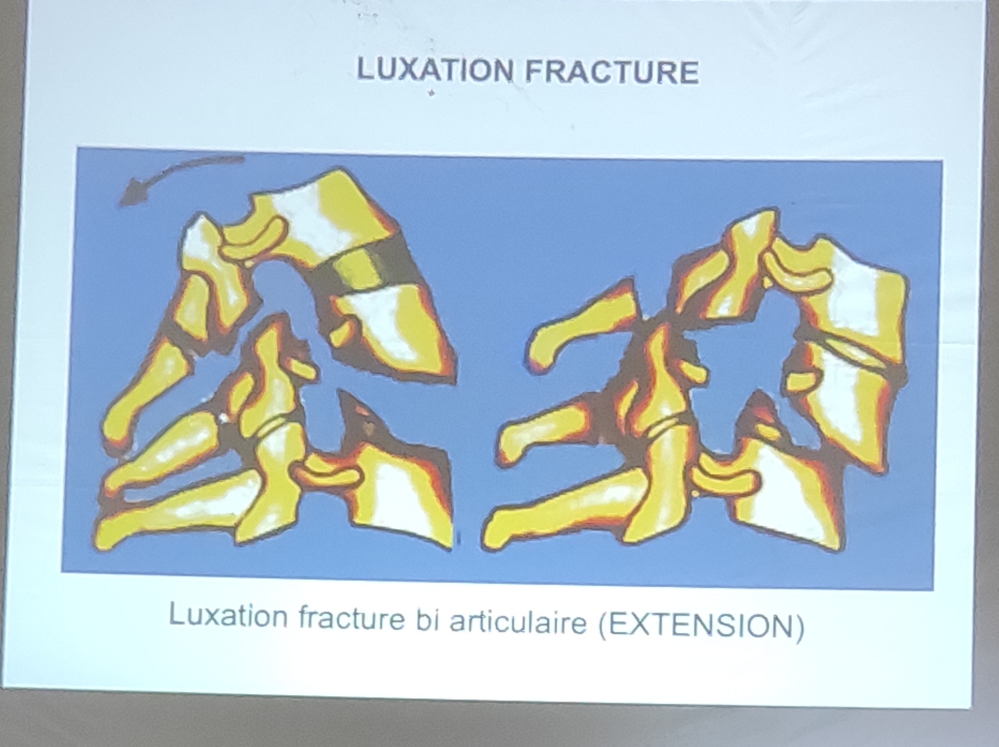 LUXATION FRACTURE
Luxation fracture bi articulaire (EXTENSION)